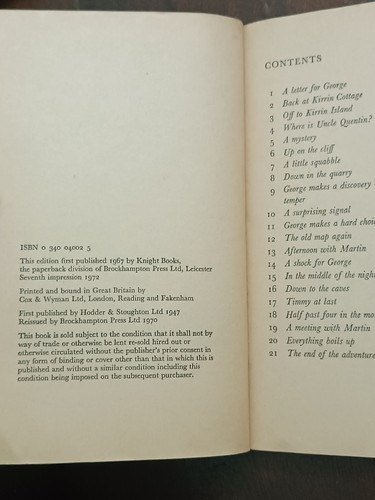 ISBN 0 340 04002 5
This edition first published 1967 by Knight Books,
the paperback division of Brockhampton Press Ltd, Leicester
Seventh impression 1972
Printed and bound in Great Britain by
Cox & Wyman Ltd, London, Reading and Fakenham
First published by Hodder & Stoughton Ltd 1947
Reissued by Brockhampton Press Ltd 1970
This book is sold subject to the condition that it shall not by
way of trade or otherwise be lent re-sold hired out or
otherwise circulated without the publisher's prior consent in
any form of binding or cover other than that in which this is
published and without a similar condition including this
condition being imposed on the subsequent purchaser.
CONTENTS
1 A letter for George
2 Back at Kirrin Cottage
3 Off to Kirrin Island
4 Where is Uncle Quentin?
5 A mystery
6 Up on the cliff
7 A little squabble
8 Down in the quarry
9 George makes a discovery
temper
10 A surprising signal
11 George makes a hard
12 The old map again
13 Afternoon with Martin
14 A shock for George
15 In the middle of the night
16 Down to the caves
17 Timmy at last
18 Half past four in the
19 A meeting with Martin
20 Everything boils up
21 The end of the adventure